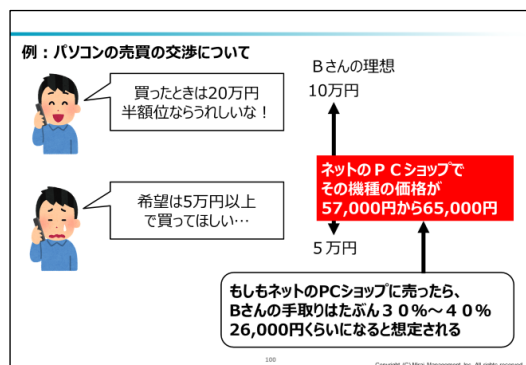 例：パソコンの売買の交渉について
買ったときは20万円
半額位ならうれしいな！
Ｂさんの理想
10万円
ネットのＰＣショップで
その機種の価格が
57,000円から65,000円
希望は5万円以上
で買ってほしい…
５万円
もしもネットのPCショップに売ったら、
Bさんの手取りはたぶん３０％～４０％
26,000円くらいになると想定される
100